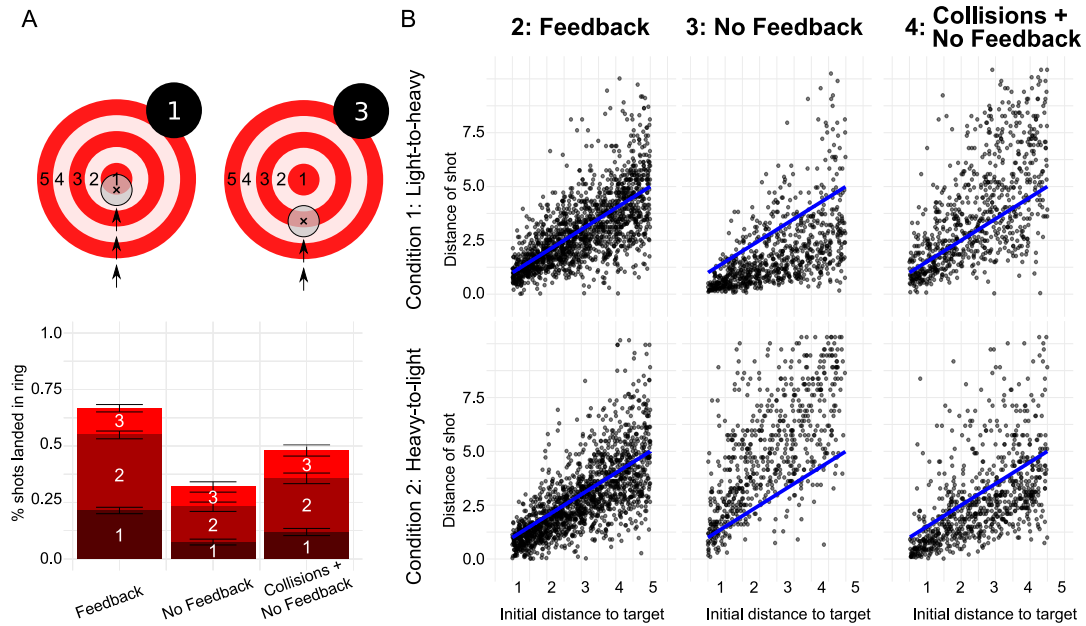 A
1
5 4 3 2 1
3
5 4 3 2 1
% shots landed in ring
1.0
0.75
0.5
0.25
0.0
3
2
1
3
2
1
3
2
1
Feedback
No Feedback
Collisions +
No Feedback
B
2: Feedback
3: No Feedback
4: Collisions +
No Feedback
Condition 1: Light-to-heavy
Distance of shot
7.5
5.0
2.5
0.0
Condition 2: Heavy-to-light
Distance of shot
7.5
5.0
2.5
0.0
1 2 3 4 5
1 2 3 4 5
1 2 3 4 5
Initial distance to target
Initial distance to target
Initial distance to target